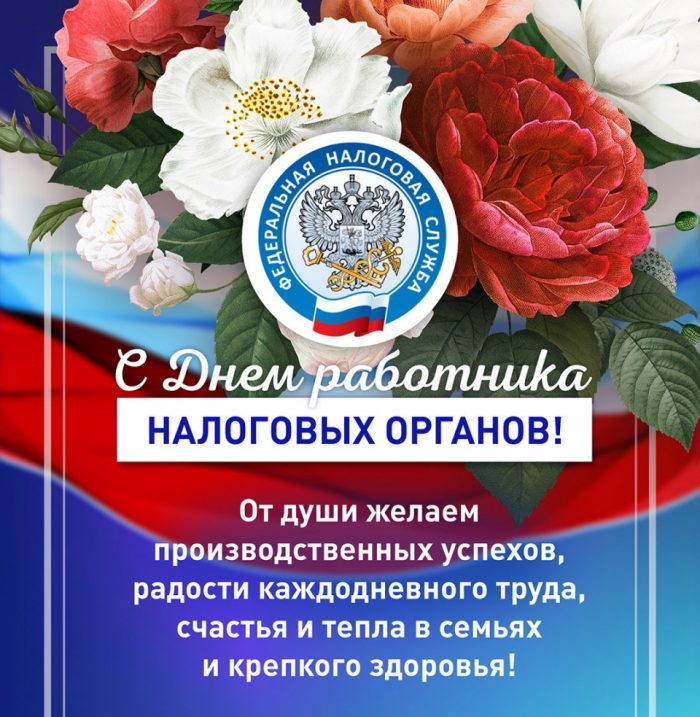 ФЕДЕРАЛЬНАЯ НАЛОГОВАЯ СЛУЖБА
С Днем работника
НАЛОГОВЫХ ОРГАНОВ!
От души желаем
производственных успехов,
радости каждодневного труда,
счастья и тепла в семьях
и крепкого здоровья!